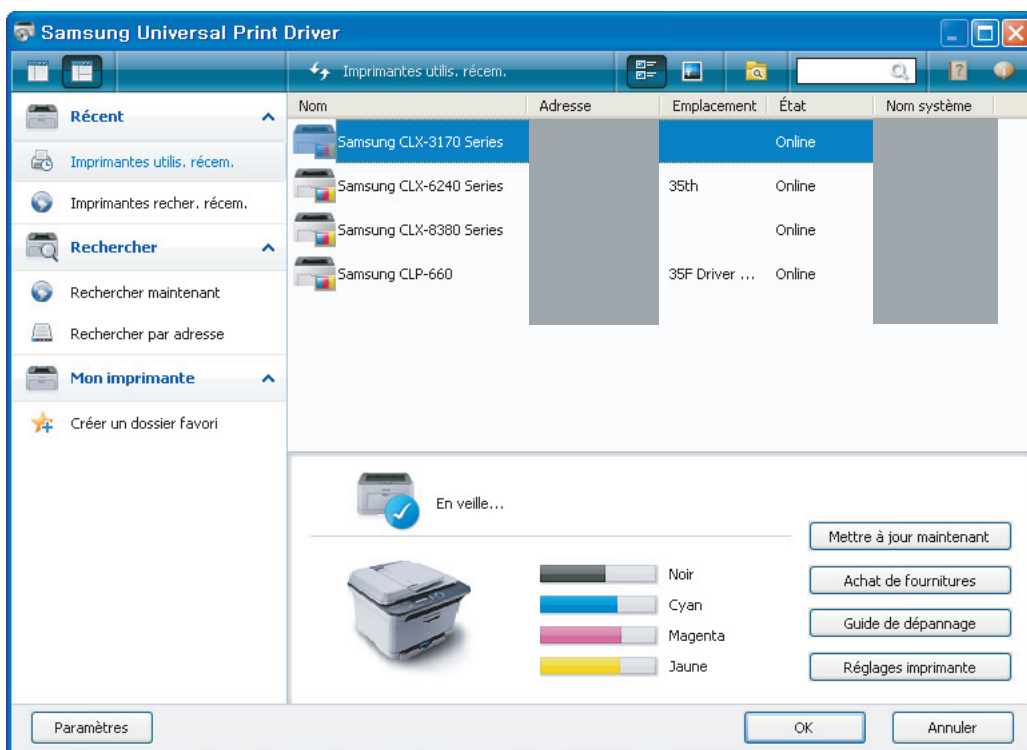 Samsung Universal Print Driver
Imprimantes utilis. récem.
Récent
Imprimantes utilis. récem.
Imprimantes recher. récem.
Rechercher
Rechercher maintenant
Rechercher par adresse
Mon imprimante
Créer un dossier favori
Nom Adresse Emplacement État Nom système
Samsung CLX-3170 Series Online
Samsung CLX-6240 Series 35th Online
Samsung CLX-8380 Series Online
Samsung CLP-660 35F Driver ... Online
En veille...
Noir
Cyan
Magenta
Jaune
Mettre à jour maintenant
Achat de fournitures
Guide de dépannage
Réglages imprimante
Paramètres OK Annuler